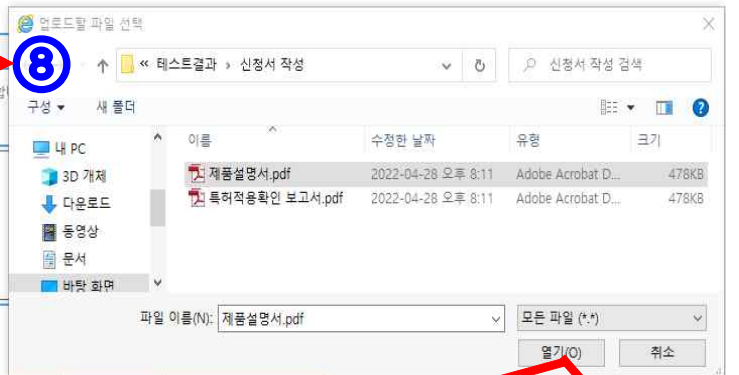 업로드할 파일 선택
⑧
« 테스트결과 › 신청서 작성
신청서 작성 검색
구성 ▾ 새 폴더
이름 수정한 날짜 유형 크기
내 PC
3D 개체
다운로드
동영상
문서
바탕 화면
제품설명서.pdf 2022-04-28 오후 8:11 Adobe Acrobat D... 478KB
특허적용확인 보고서.pdf 2022-04-28 오후 8:11 Adobe Acrobat D... 478KB
파일 이름(N): 제품설명서.pdf 모든 파일 (*.*)
열기(O) 취소